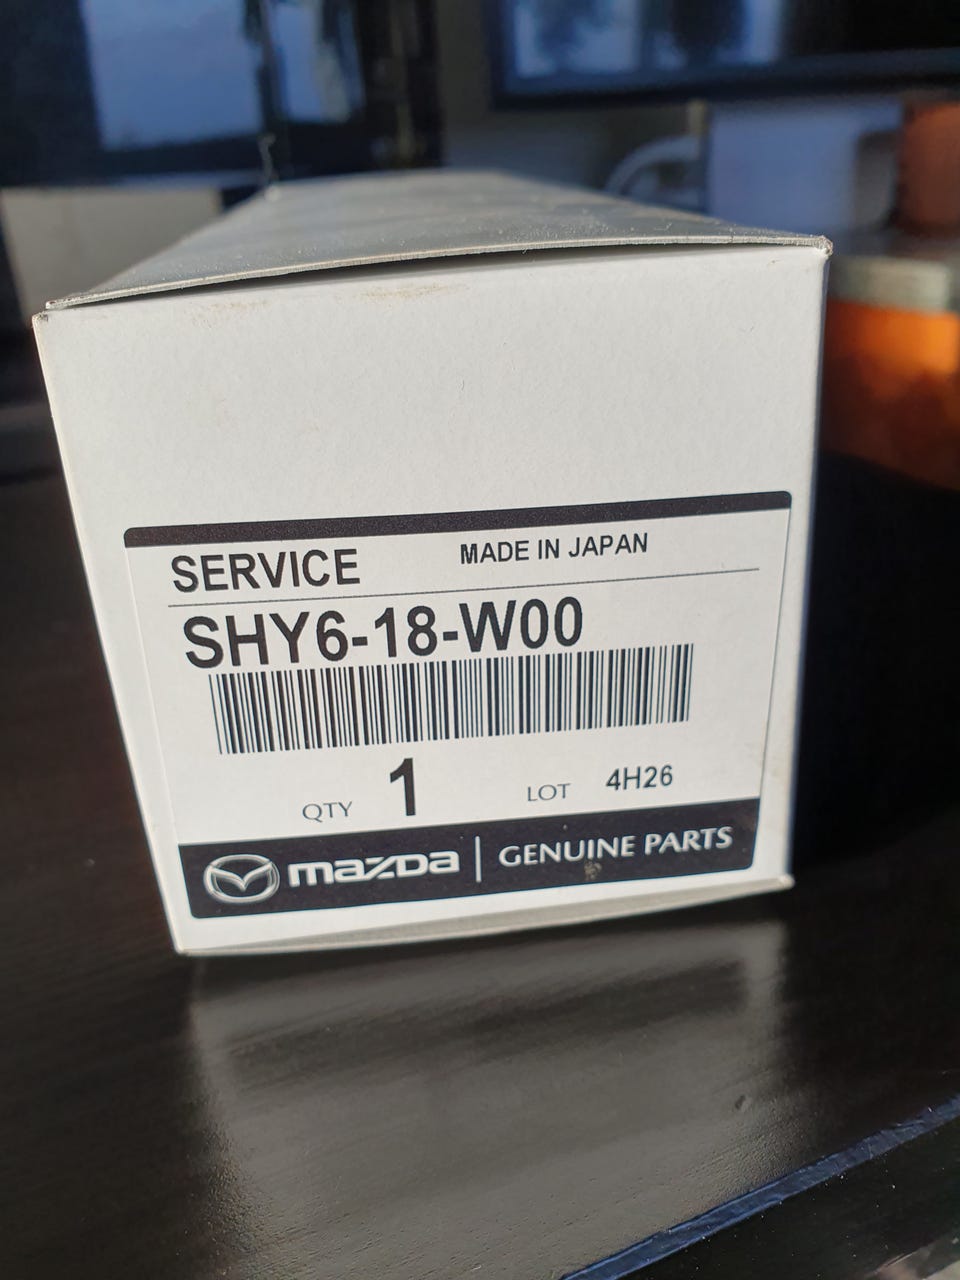 SERVICE MADE IN JAPAN
SHY6-18-W00
QTY 1 LOT 4H26
mazda | GENUINE PARTS